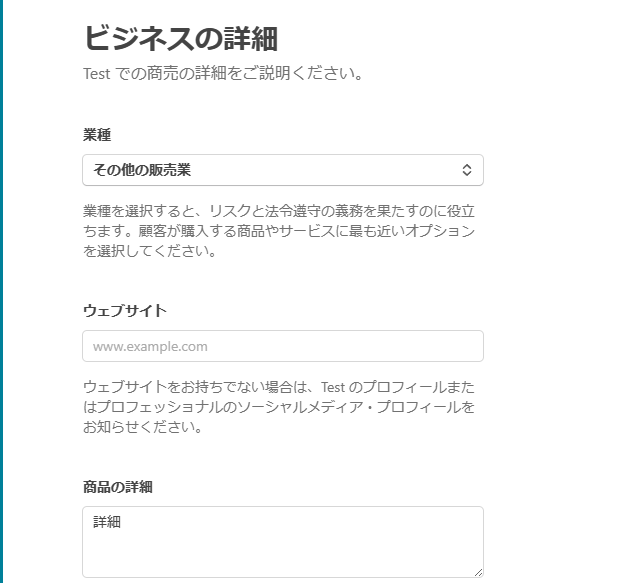 ビジネスの詳細
Test での商売の詳細をご説明ください。
業種
その他の販売業
業種を選択すると、リスクと法令遵守の義務を果たすのに役立
ちます。顧客が購入する商品やサービスに最も近いオプション
を選択してください。
ウェブサイト
www.example.com
ウェブサイトをお持ちでない場合は、Test のプロフィールまた
はプロフェッショナルのソーシャルメディア・プロフィールを
お知らせください。
商品の詳細
詳細